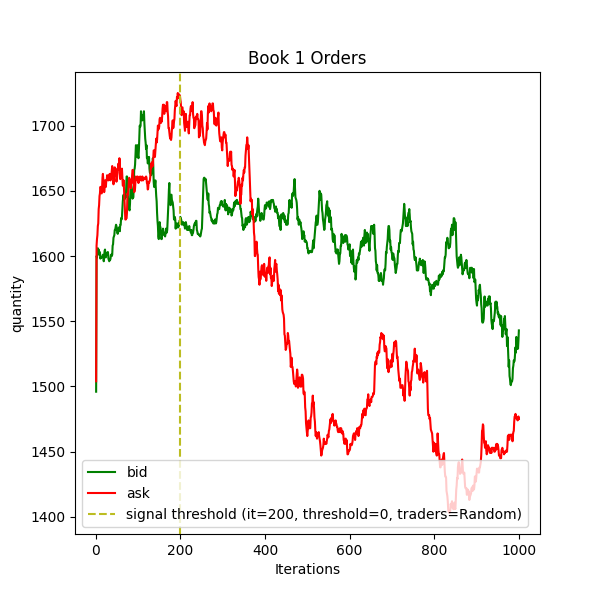 Book 1 Orders
quantity
1700
1650
1600
1550
1500
1450
1400
bid
ask
signal threshold (it=200, threshold=0, traders=Random)
0 200 400 600 800 1000
Iterations